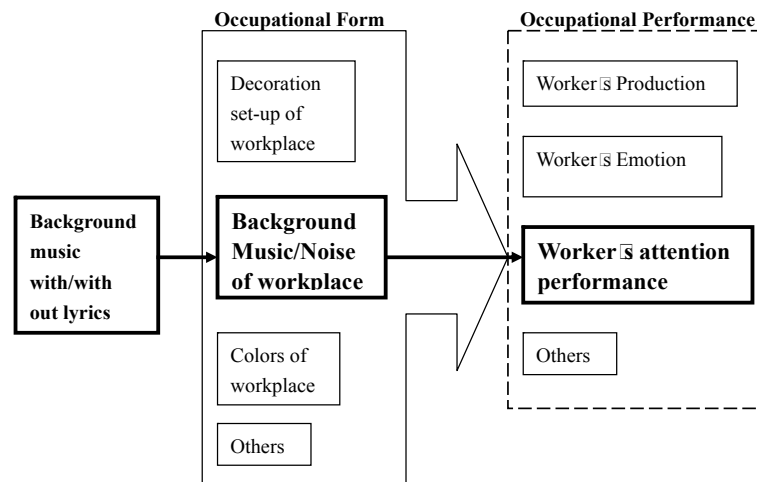 Occupational Form
Occupational Performance
Decoration
set-up of
workplace
Background
Music/Noise
of workplace
Colors of
workplace
Others
Background
music
with/with
out lyrics
Worker s Production
Worker s Emotion
Worker s attention
performance
Others